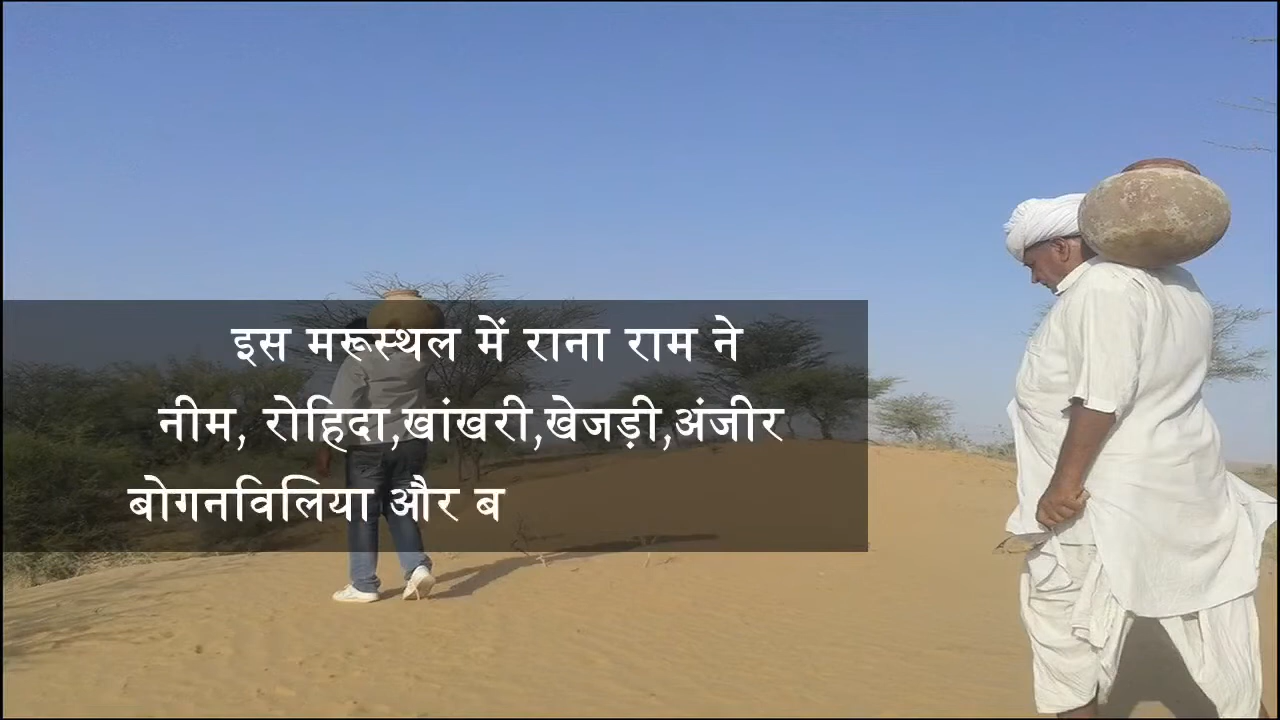 इस मरूस्थल में राना राम ने
नीम, रोहिदा,खांखरी,खेजड़ी,अंजीर
बोगनविलिया और ब